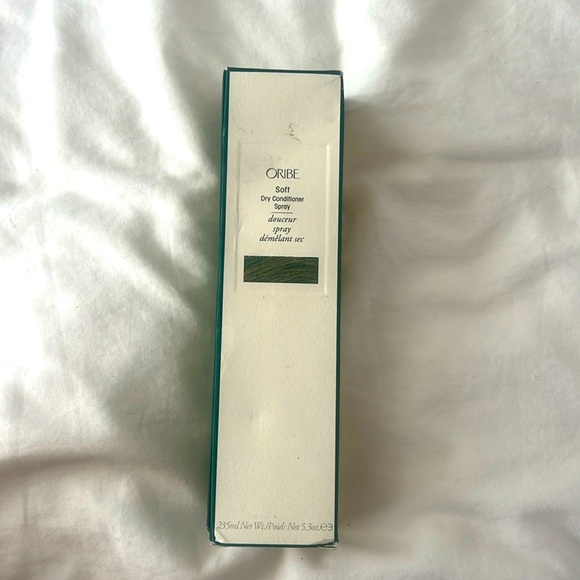 ORIBE
Soft
Dry Conditioner
Spray
douceur
spray
démêlant sec
235ml Net Wt./Poids Net 5.3oz. ℮